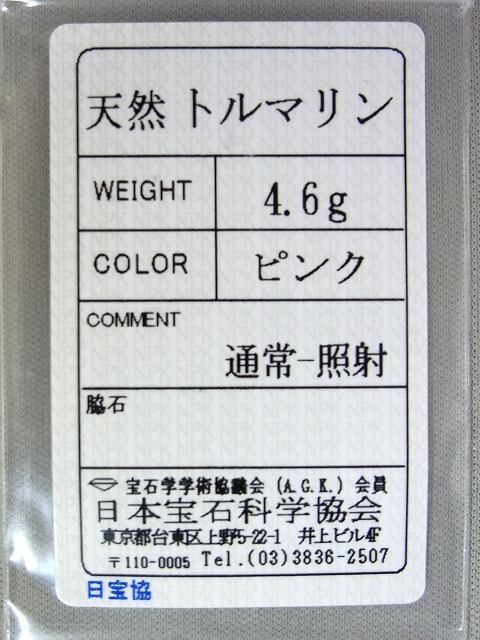 天然 トルマリン
WEIGHT 4.6g
COLOR ピンク
COMMENT
通常-照射
脇石
宝石学学術協議会 (A.G.K.) 会員
日本宝石科学協会
東京都台東区上野5-22-1 井上ビル4F
〒110-0005 Tel.(03)3836-2507
日宝協